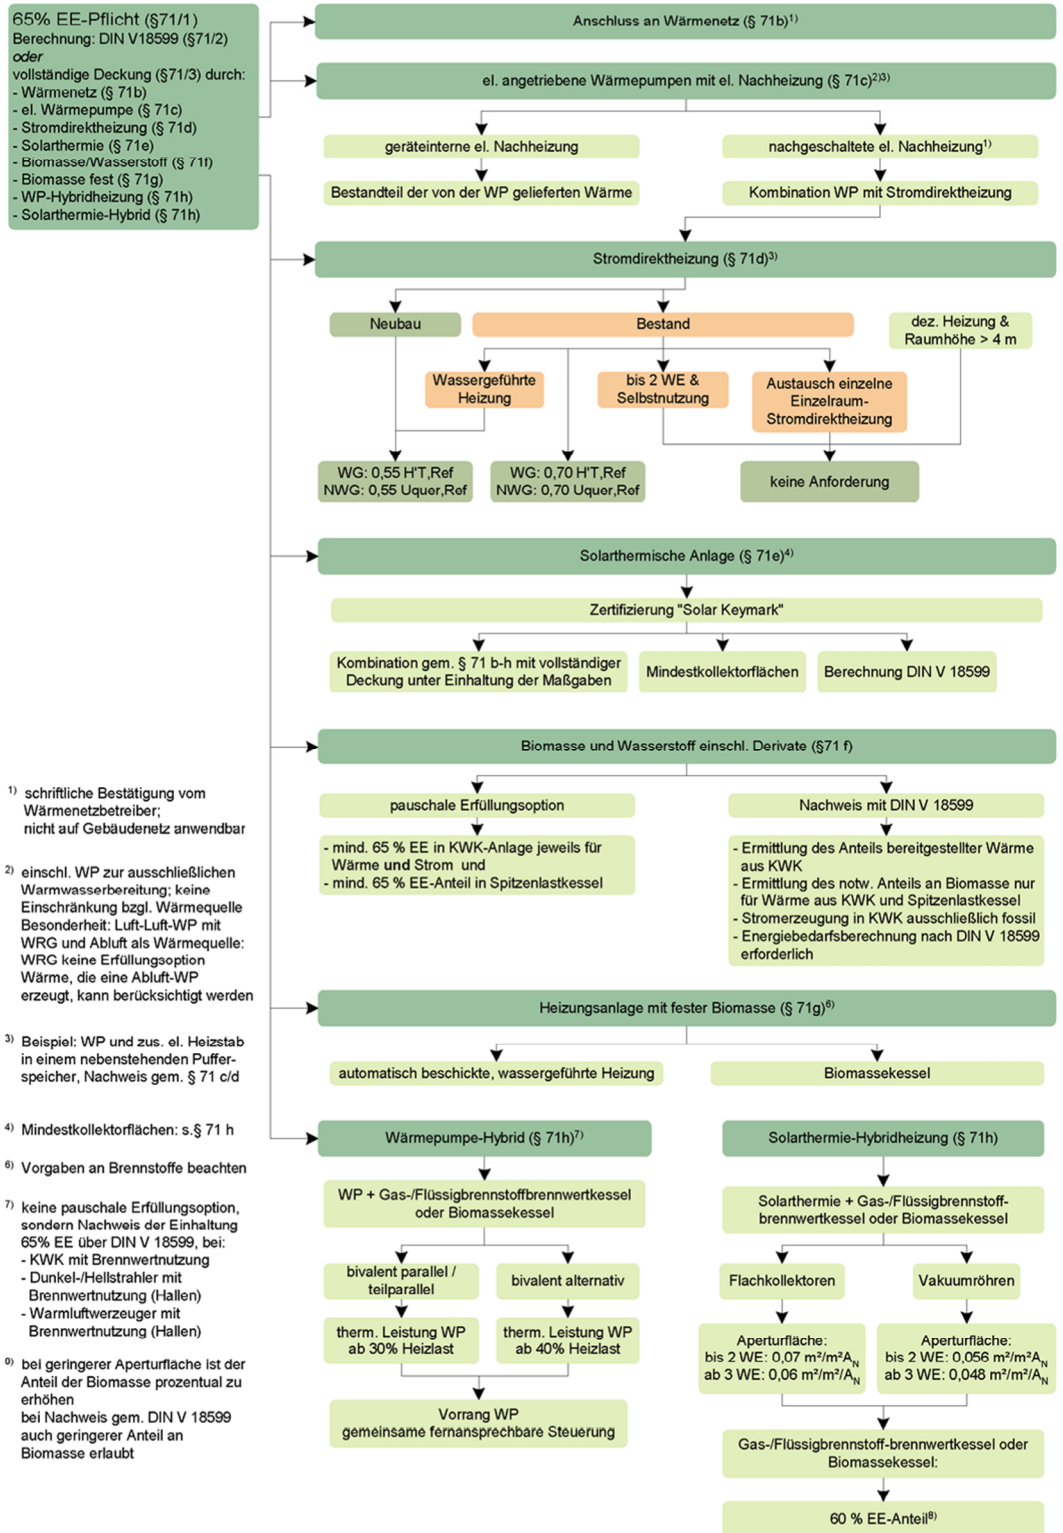 65% EE-Pflicht (§71/1)
Berechnung: DIN V18599 (§71/2)
oder
vollständige Deckung (§71/3) durch:
- Wärmenetz (§ 71b)
- el. Wärmepumpe (§ 71c)
- Stromdirektheizung (§ 71d)
- Solarthermie (§ 71e)
- Biomasse/Wasserstoff (§ 71f)
- Biomasse fest (§ 71g)
- WP-Hybridheizung (§ 71h)
- Solarthermie-Hybrid (§ 71h)
Anschluss an Wärmenetz (§ 71b)1)
el. angetriebene Wärmepumpen mit el. Nachheizung (§ 71c)2)3)
geräteinterne el. Nachheizung
nachgeschaltete el. Nachheizung1)
Bestandteil der von der WP gelieferten Wärme
Kombination WP mit Stromdirektheizung
Stromdirektheizung (§ 71d)3)
Neubau
Bestand
dez. Heizung &
Raumhöhe > 4 m
Wassergeführte
Heizung
bis 2 WE &
Selbstnutzung
Austausch einzelne
Einzelraum-
Stromdirektheizung
WG: 0,55 H'T,Ref
NWG: 0,55 Uquer,Ref
WG: 0,70 H'T,Ref
NWG: 0,70 Uquer,Ref
keine Anforderung
Solarthermische Anlage (§ 71e)4)
Zertifizierung "Solar Keymark"
Kombination gem. § 71 b-h mit vollständiger
Deckung unter Einhaltung der Maßgaben
Mindestkollektorflächen
Berechnung DIN V 18599
Biomasse und Wasserstoff einschl. Derivate (§71 f)
pauschale Erfüllungsoption
- mind. 65 % EE in KWK-Anlage jeweils für
Wärme und Strom und
- mind. 65 % EE-Anteil in Spitzenlastkessel
Nachweis mit DIN V 18599
- Ermittlung des Anteils bereitgestellter Wärme
aus KWK
- Ermittlung des notw. Anteils an Biomasse nur
für Wärme aus KWK und Spitzenlastkessel
- Stromerzeugung in KWK ausschließlich fossil
- Energiebedarfsberechnung nach DIN V 18599
erforderlich
Heizungsanlage mit fester Biomasse (§ 71g)6)
automatisch beschickte, wassergeführte Heizung
Biomassekessel
Wärmepumpe-Hybrid (§ 71h)7)
WP + Gas-/Flüssigbrennstoffbrennwertkessel
oder Biomassekessel
bivalent parallel /
teilparallel
bivalent alternativ
therm. Leistung WP
ab 30% Heizlast
therm. Leistung WP
ab 40% Heizlast
Vorrang WP
gemeinsame fernansprechbare Steuerung
Solarthermie-Hybridheizung (§ 71h)
Solarthermie + Gas-/Flüssigbrennstoff-
brennwertkessel oder Biomassekessel
Flachkollektoren
Vakuumröhren
Aperturfläche:
bis 2 WE: 0,07 m²/m²AN
ab 3 WE: 0,06 m²/m²/AN
Aperturfläche:
bis 2 WE: 0,056 m²/m²AN
ab 3 WE: 0,048 m²/m²/AN
Gas-/Flüssigbrennstoff-brennwertkessel oder
Biomassekessel:
60 % EE-Anteil8)
1) schriftliche Bestätigung vom
Wärmenetzbetreiber;
nicht auf Gebäudenetz anwendbar
2) einschl. WP zur ausschließlichen
Warmwasserbereitung; keine
Einschränkung bzgl. Wärmequelle
Besonderheit: Luft-Luft-WP mit
WRG und Abluft als Wärmequelle:
WRG keine Erfüllungsoption
Wärme, die eine Abluft-WP
erzeugt, kann berücksichtigt werden
3) Beispiel: WP und zus. el. Heizstab
in einem nebenstehenden Puffer-
speicher, Nachweis gem. § 71 c/d
4) Mindestkollektorflächen: s.§ 71 h
6) Vorgaben an Brennstoffe beachten
7) keine pauschale Erfüllungsoption,
sondern Nachweis der Einhaltung
65% EE über DIN V 18599, bei:
- KWK mit Brennwertnutzung
- Dunkel-/Hellstrahler mit
Brennwertnutzung (Hallen)
- Warmluftwerzeuger mit
Brennwertnutzung (Hallen)
0) bei geringerer Aperturfläche ist der
Anteil der Biomasse prozentual zu
erhöhen
bei Nachweis gem. DIN V 18599
auch geringerer Anteil an
Biomasse erlaubt